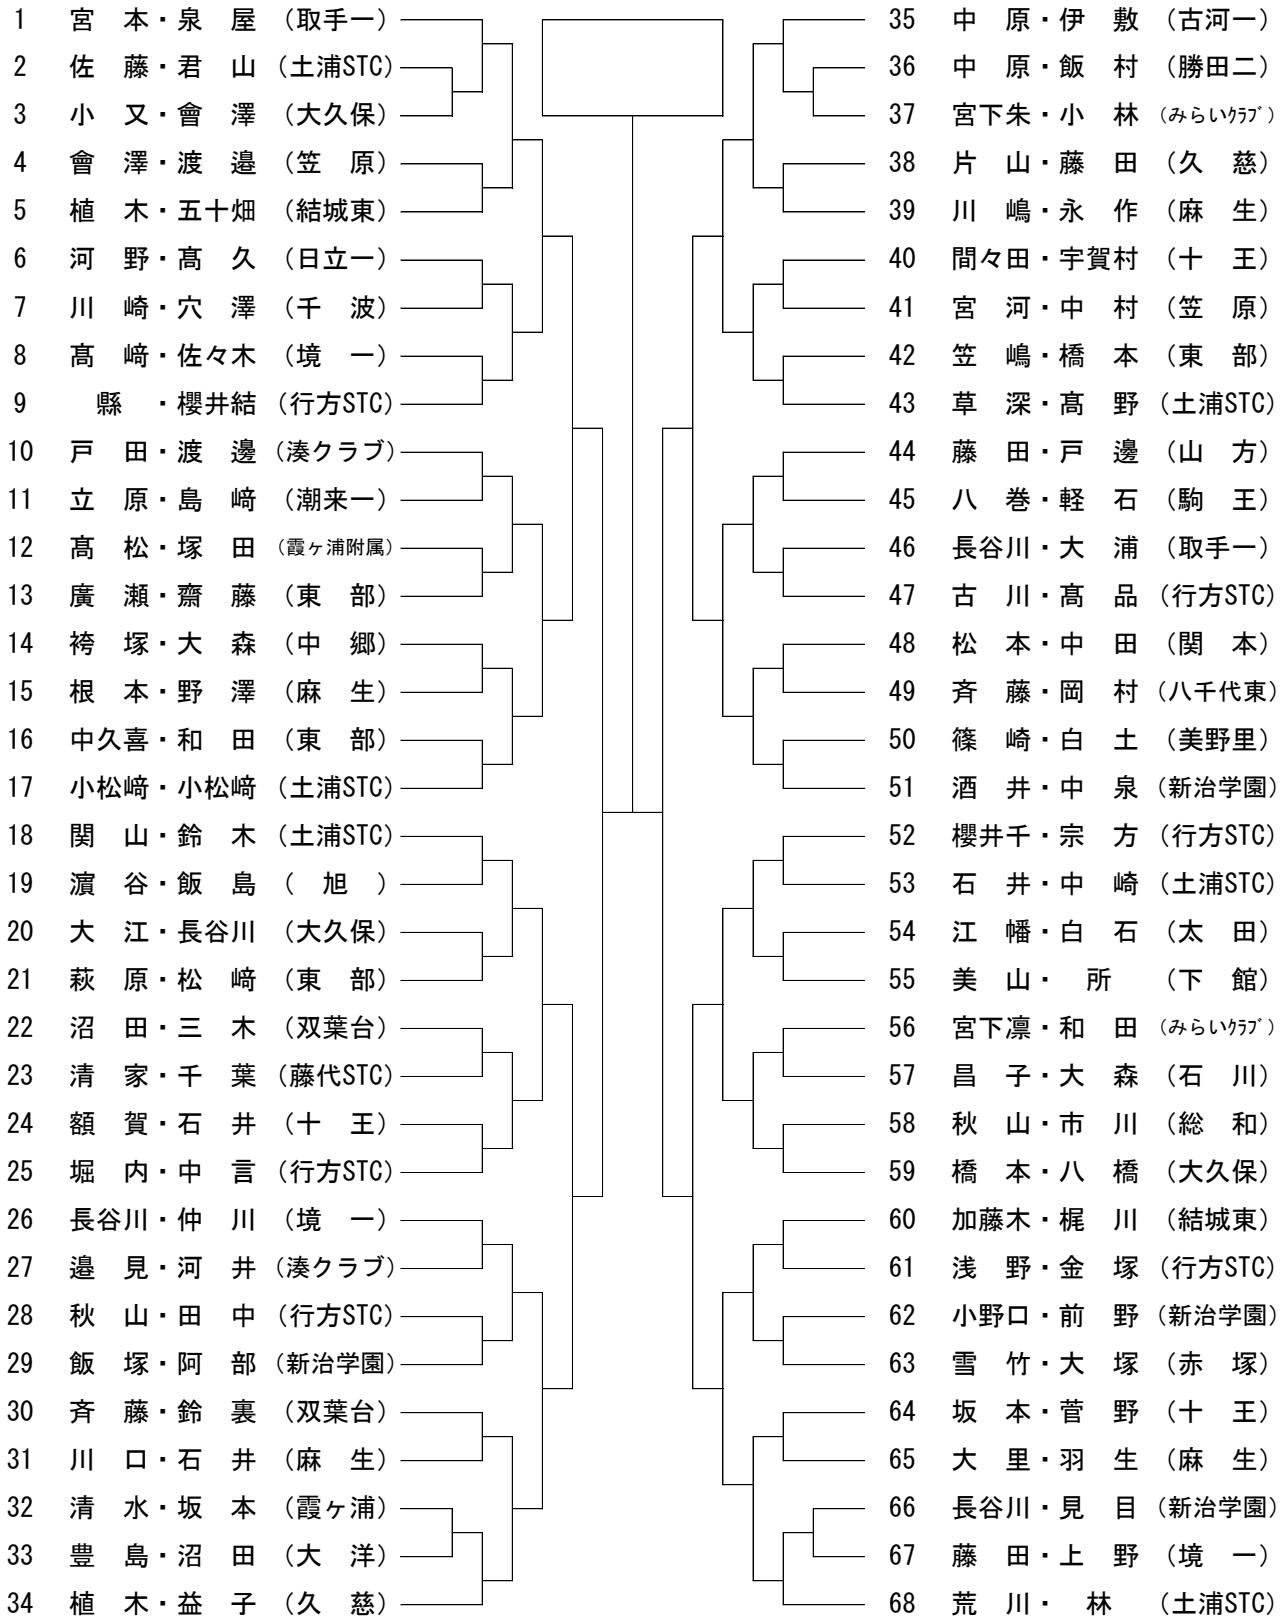 1 宮 本・泉 屋 (取手一)
2 佐 藤・君 山 (土浦STC)
3 小 又・會 澤 (大久保)
4 會 澤・渡 邉 (笠 原)
5 植 木・五十畑 (結城東)
6 河 野・髙 久 (日立一)
7 川 崎・穴 澤 (千 波)
8 髙 﨑・佐々木 (境 一)
9 縣 ・櫻井結 (行方STC)
10 戸 田・渡 邊 (湊クラブ)
11 立 原・島 﨑 (潮来一)
12 髙 松・塚 田 (霞ヶ浦附属)
13 廣 瀬・齋 藤 (東 部)
14 袴 塚・大 森 (中 郷)
15 根 本・野 澤 (麻 生)
16 中久喜・和 田 (東 部)
17 小松﨑・小松﨑 (土浦STC)
18 関 山・鈴 木 (土浦STC)
19 濵 谷・飯 島 ( 旭 )
20 大 江・長谷川 (大久保)
21 萩 原・松 﨑 (東 部)
22 沼 田・三 木 (双葉台)
23 清 家・千 葉 (藤代STC)
24 額 賀・石 井 (十 王)
25 堀 内・中 言 (行方STC)
26 長谷川・仲 川 (境 一)
27 邉 見・河 井 (湊クラブ)
28 秋 山・田 中 (行方STC)
29 飯 塚・阿 部 (新治学園)
30 斉 藤・鈴 裏 (双葉台)
31 川 口・石 井 (麻 生)
32 清 水・坂 本 (霞ヶ浦)
33 豊 島・沼 田 (大 洋)
34 植 木・益 子 (久 慈)
35 中 原・伊 敷 (古河一)
36 中 原・飯 村 (勝田二)
37 宮下朱・小 林 (みらいｸﾗﾌﾞ)
38 片 山・藤 田 (久 慈)
39 川 嶋・永 作 (麻 生)
40 間々田・宇賀村 (十 王)
41 宮 河・中 村 (笠 原)
42 笠 嶋・橋 本 (東 部)
43 草 深・髙 野 (土浦STC)
44 藤 田・戸 邊 (山 方)
45 八 巻・軽 石 (駒 王)
46 長谷川・大 浦 (取手一)
47 古 川・髙 品 (行方STC)
48 松 本・中 田 (関 本)
49 斉 藤・岡 村 (八千代東)
50 篠 崎・白 土 (美野里)
51 酒 井・中 泉 (新治学園)
52 櫻井千・宗 方 (行方STC)
53 石 井・中 崎 (土浦STC)
54 江 幡・白 石 (太 田)
55 美 山・ 所 (下 館)
56 宮下凛・和 田 (みらいｸﾗﾌﾞ)
57 昌 子・大 森 (石 川)
58 秋 山・市 川 (総 和)
59 橋 本・八 橋 (大久保)
60 加藤木・梶 川 (結城東)
61 浅 野・金 塚 (行方STC)
62 小野口・前 野 (新治学園)
63 雪 竹・大 塚 (赤 塚)
64 坂 本・菅 野 (十 王)
65 大 里・羽 生 (麻 生)
66 長谷川・見 目 (新治学園)
67 藤 田・上 野 (境 一)
68 荒 川・ 林 (土浦STC)